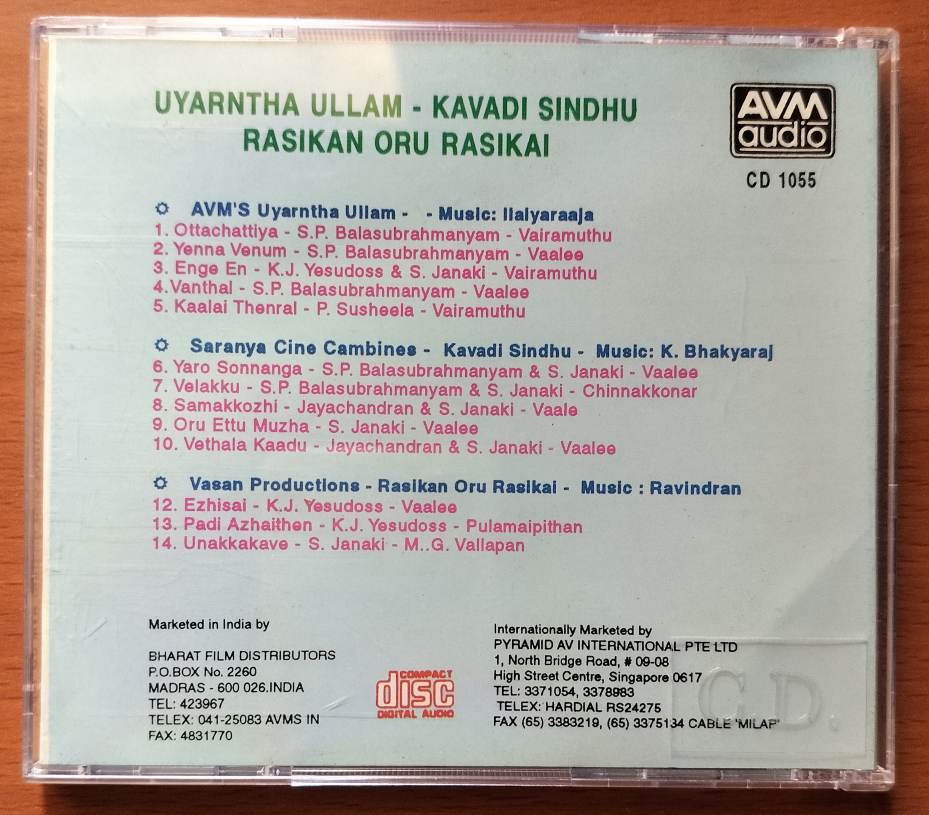 UYARNTHA ULLAM - KAVADI SINDHU
RASIKAN ORU RASIKAI
AVM
audio
CD 1055
AVM'S Uyarntha Ullam - - Music: Ilaiyaraaja
1. Ottachattiya - S.P. Balasubrahmanyam - Vairamuthu
2. Yenna Venum - S.P. Balasubrahmanyam - Vaalee
3. Enge En - K.J. Yesudoss & S. Janaki - Vairamuthu
4.Vanthal - S.P. Balasubrahmanyam - Vaalee
5. Kaalai Thenral - P. Susheela - Vairamuthu
Saranya Cine Cambines - Kavadi Sindhu - Music: K. Bhakyaraj
6. Yaro Sonnanga - S.P. Balasubrahmanyam & S. Janaki - Vaalee
7. Velakku - S.P. Balasubrahmanyam & S. Janaki - Chinnakkonar
8. Samakkozhi - Jayachandran & S. Janaki - Vaale
9. Oru Ettu Muzha - S. Janaki - Vaalee
10. Vethala Kaadu - Jayachandran & S. Janaki - Vaalee
Vasan Productions - Rasikan Oru Rasikai - Music : Ravindran
12. Ezhisai - K.J. Yesudoss - Vaalee
13. Padi Azhaithen - K.J. Yesudoss - Pulamaipithan
14. Unakkakave - S. Janaki - M..G. Vallapan
Marketed in India by
BHARAT FILM DISTRIBUTORS
P.O.BOX No. 2260
MADRAS - 600 026.INDIA
TEL: 423967
TELEX: 041-25083 AVMS IN
FAX: 4831770
COMPACT
disc
DIGITAL AUDIO
Internationally Marketed by
PYRAMID AV INTERNATIONAL PTE LTD
1, North Bridge Road, # 09-08
High Street Centre, Singapore 0617
TEL: 3371054, 3378983
TELEX: HARDIAL RS24275
FAX (65) 3383219, (65) 3375134 CABLE 'MILAP'
C.D.